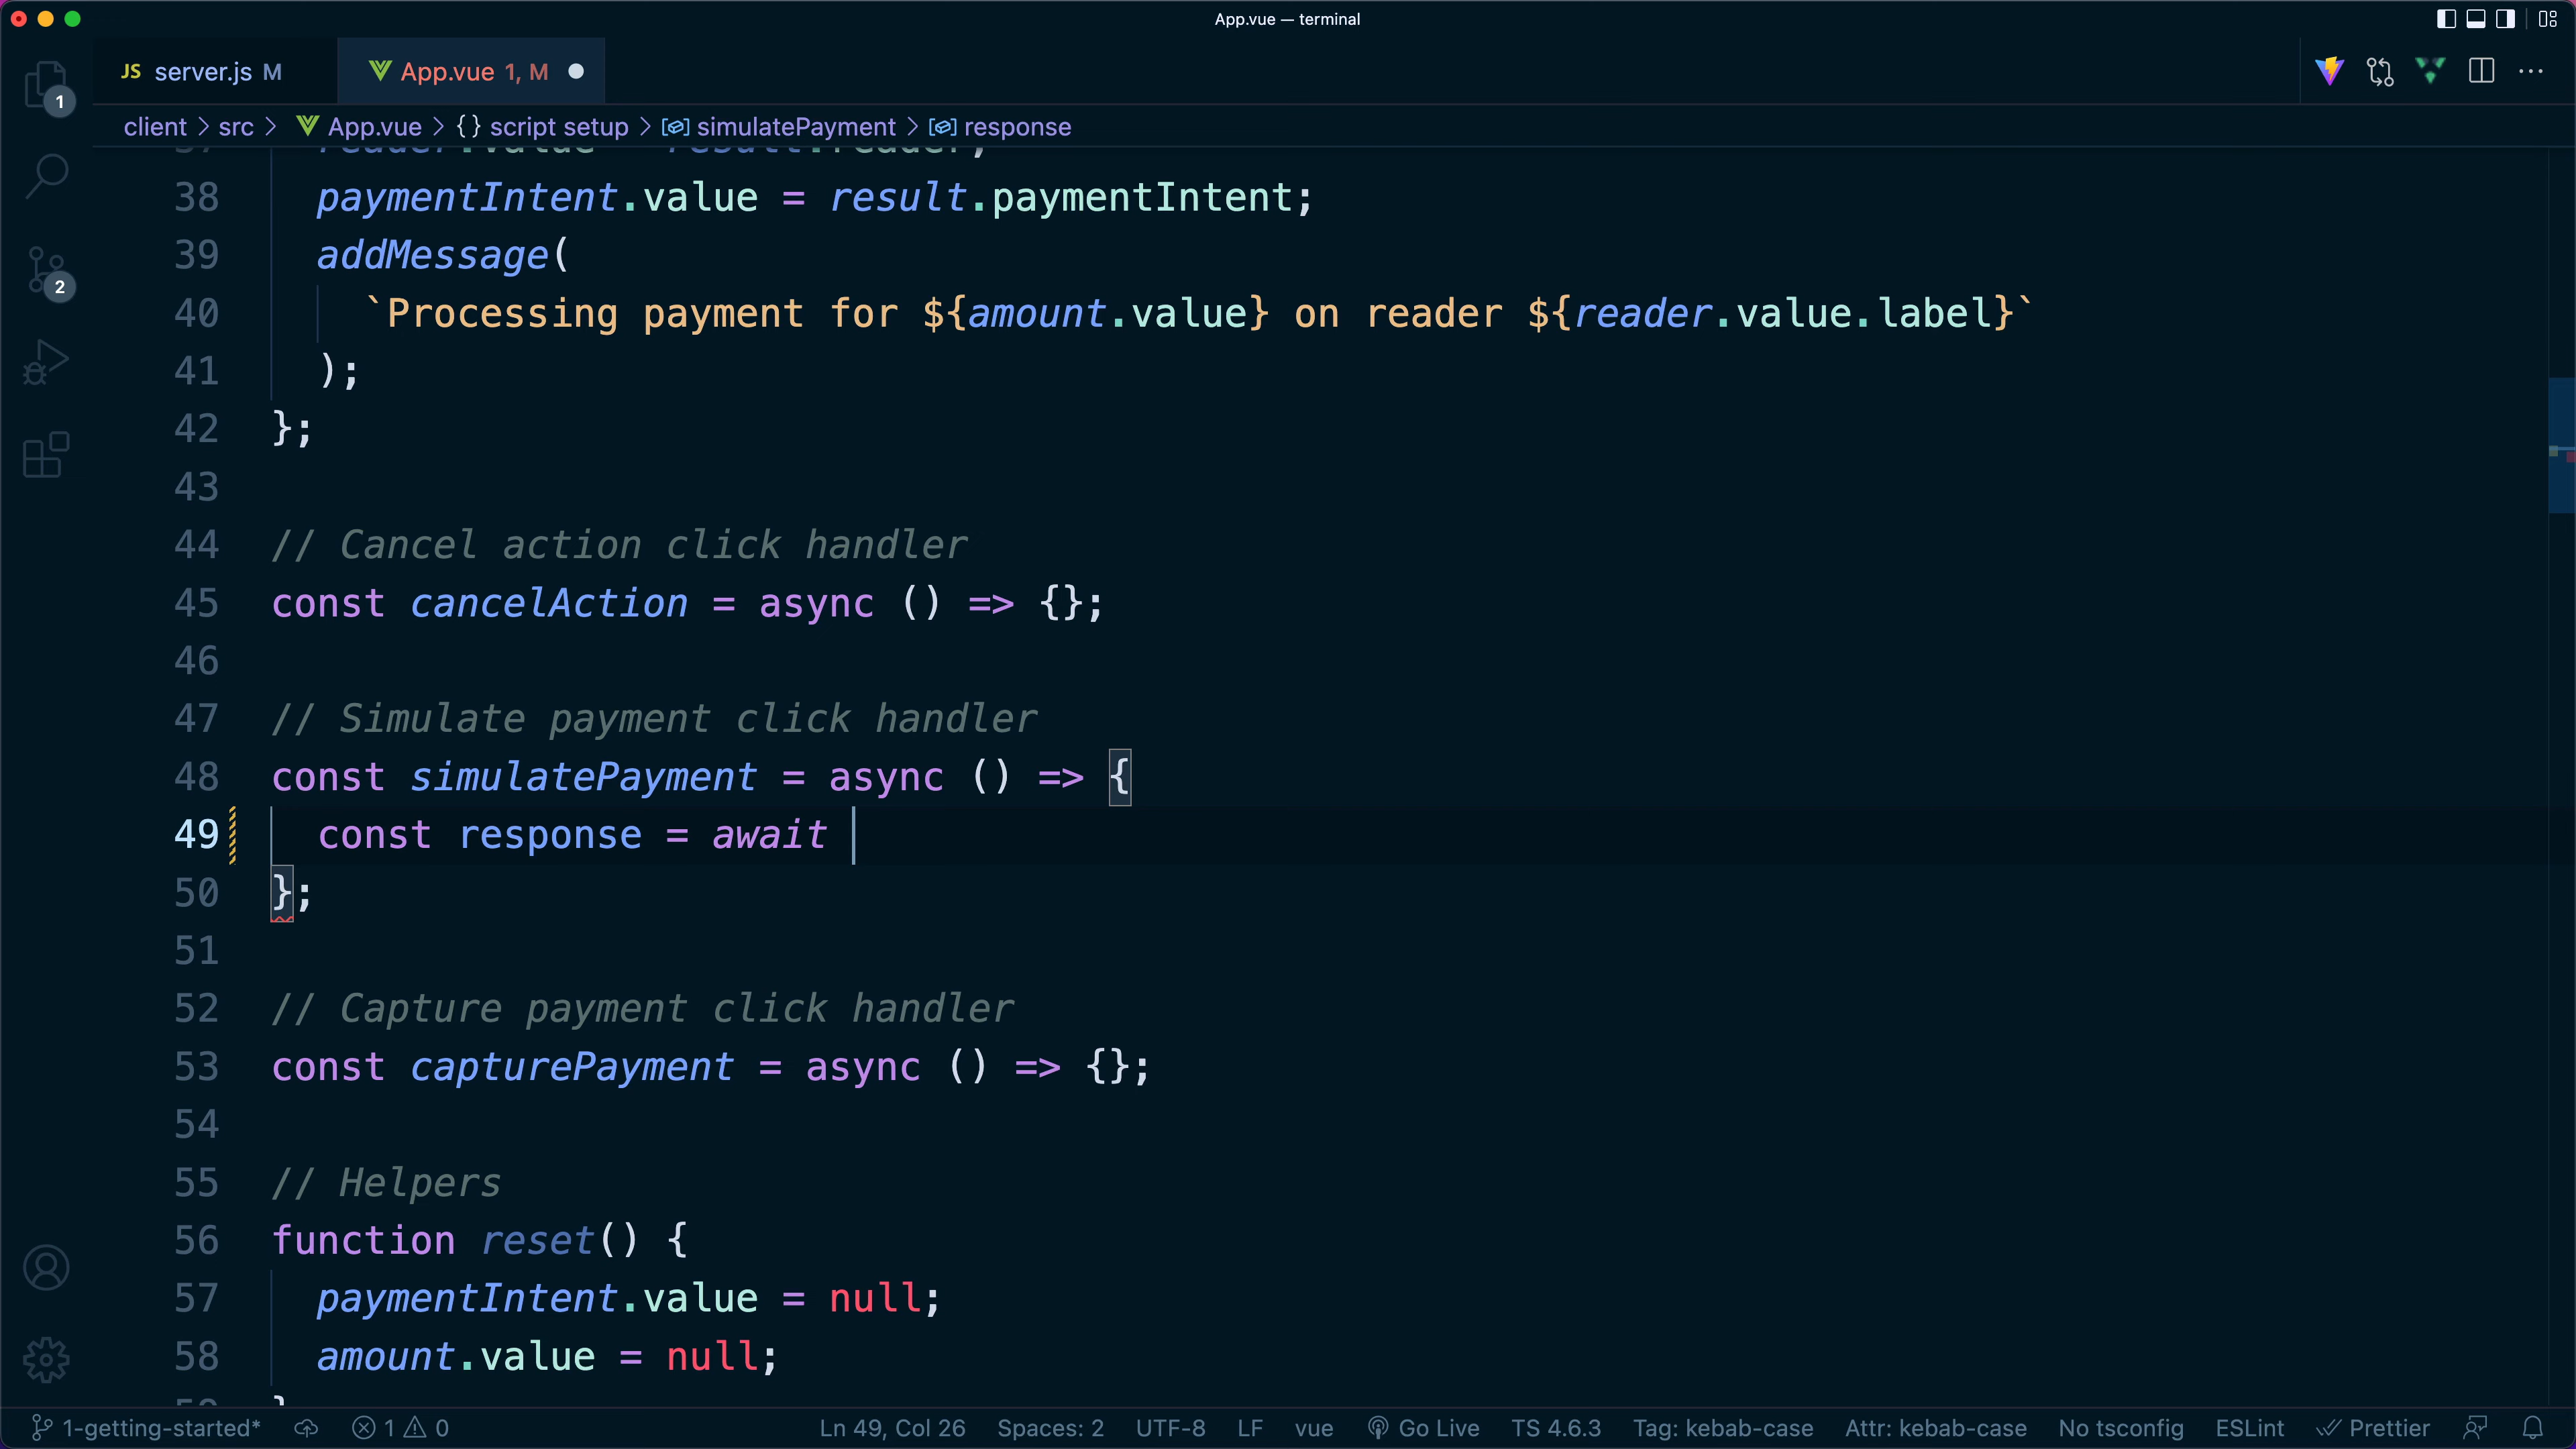 App.vue — terminal
JS server.js M
App.vue 1, M
1
client > src > App.vue > {} script setup > simulatePayment > response
reader.value = result.reader;
38 paymentIntent.value = result.paymentIntent;
39 addMessage(
2
40 `Processing payment for ${amount.value} on reader ${reader.value.label}`
41 );
42 };
43
44 // Cancel action click handler
45 const cancelAction = async () => {};
46
47 // Simulate payment click handler
48 const simulatePayment = async () => {
49 const response = await
50 };
51
52 // Capture payment click handler
53 const capturePayment = async () => {};
54
55 // Helpers
56 function reset() {
57 paymentIntent.value = null;
58 amount.value = null;
1-getting-started* 1 0 Ln 49, Col 26 Spaces: 2 UTF-8 LF vue Go Live TS 4.6.3 Tag: kebab-case Attr: kebab-case No tsconfig ESLint Prettier